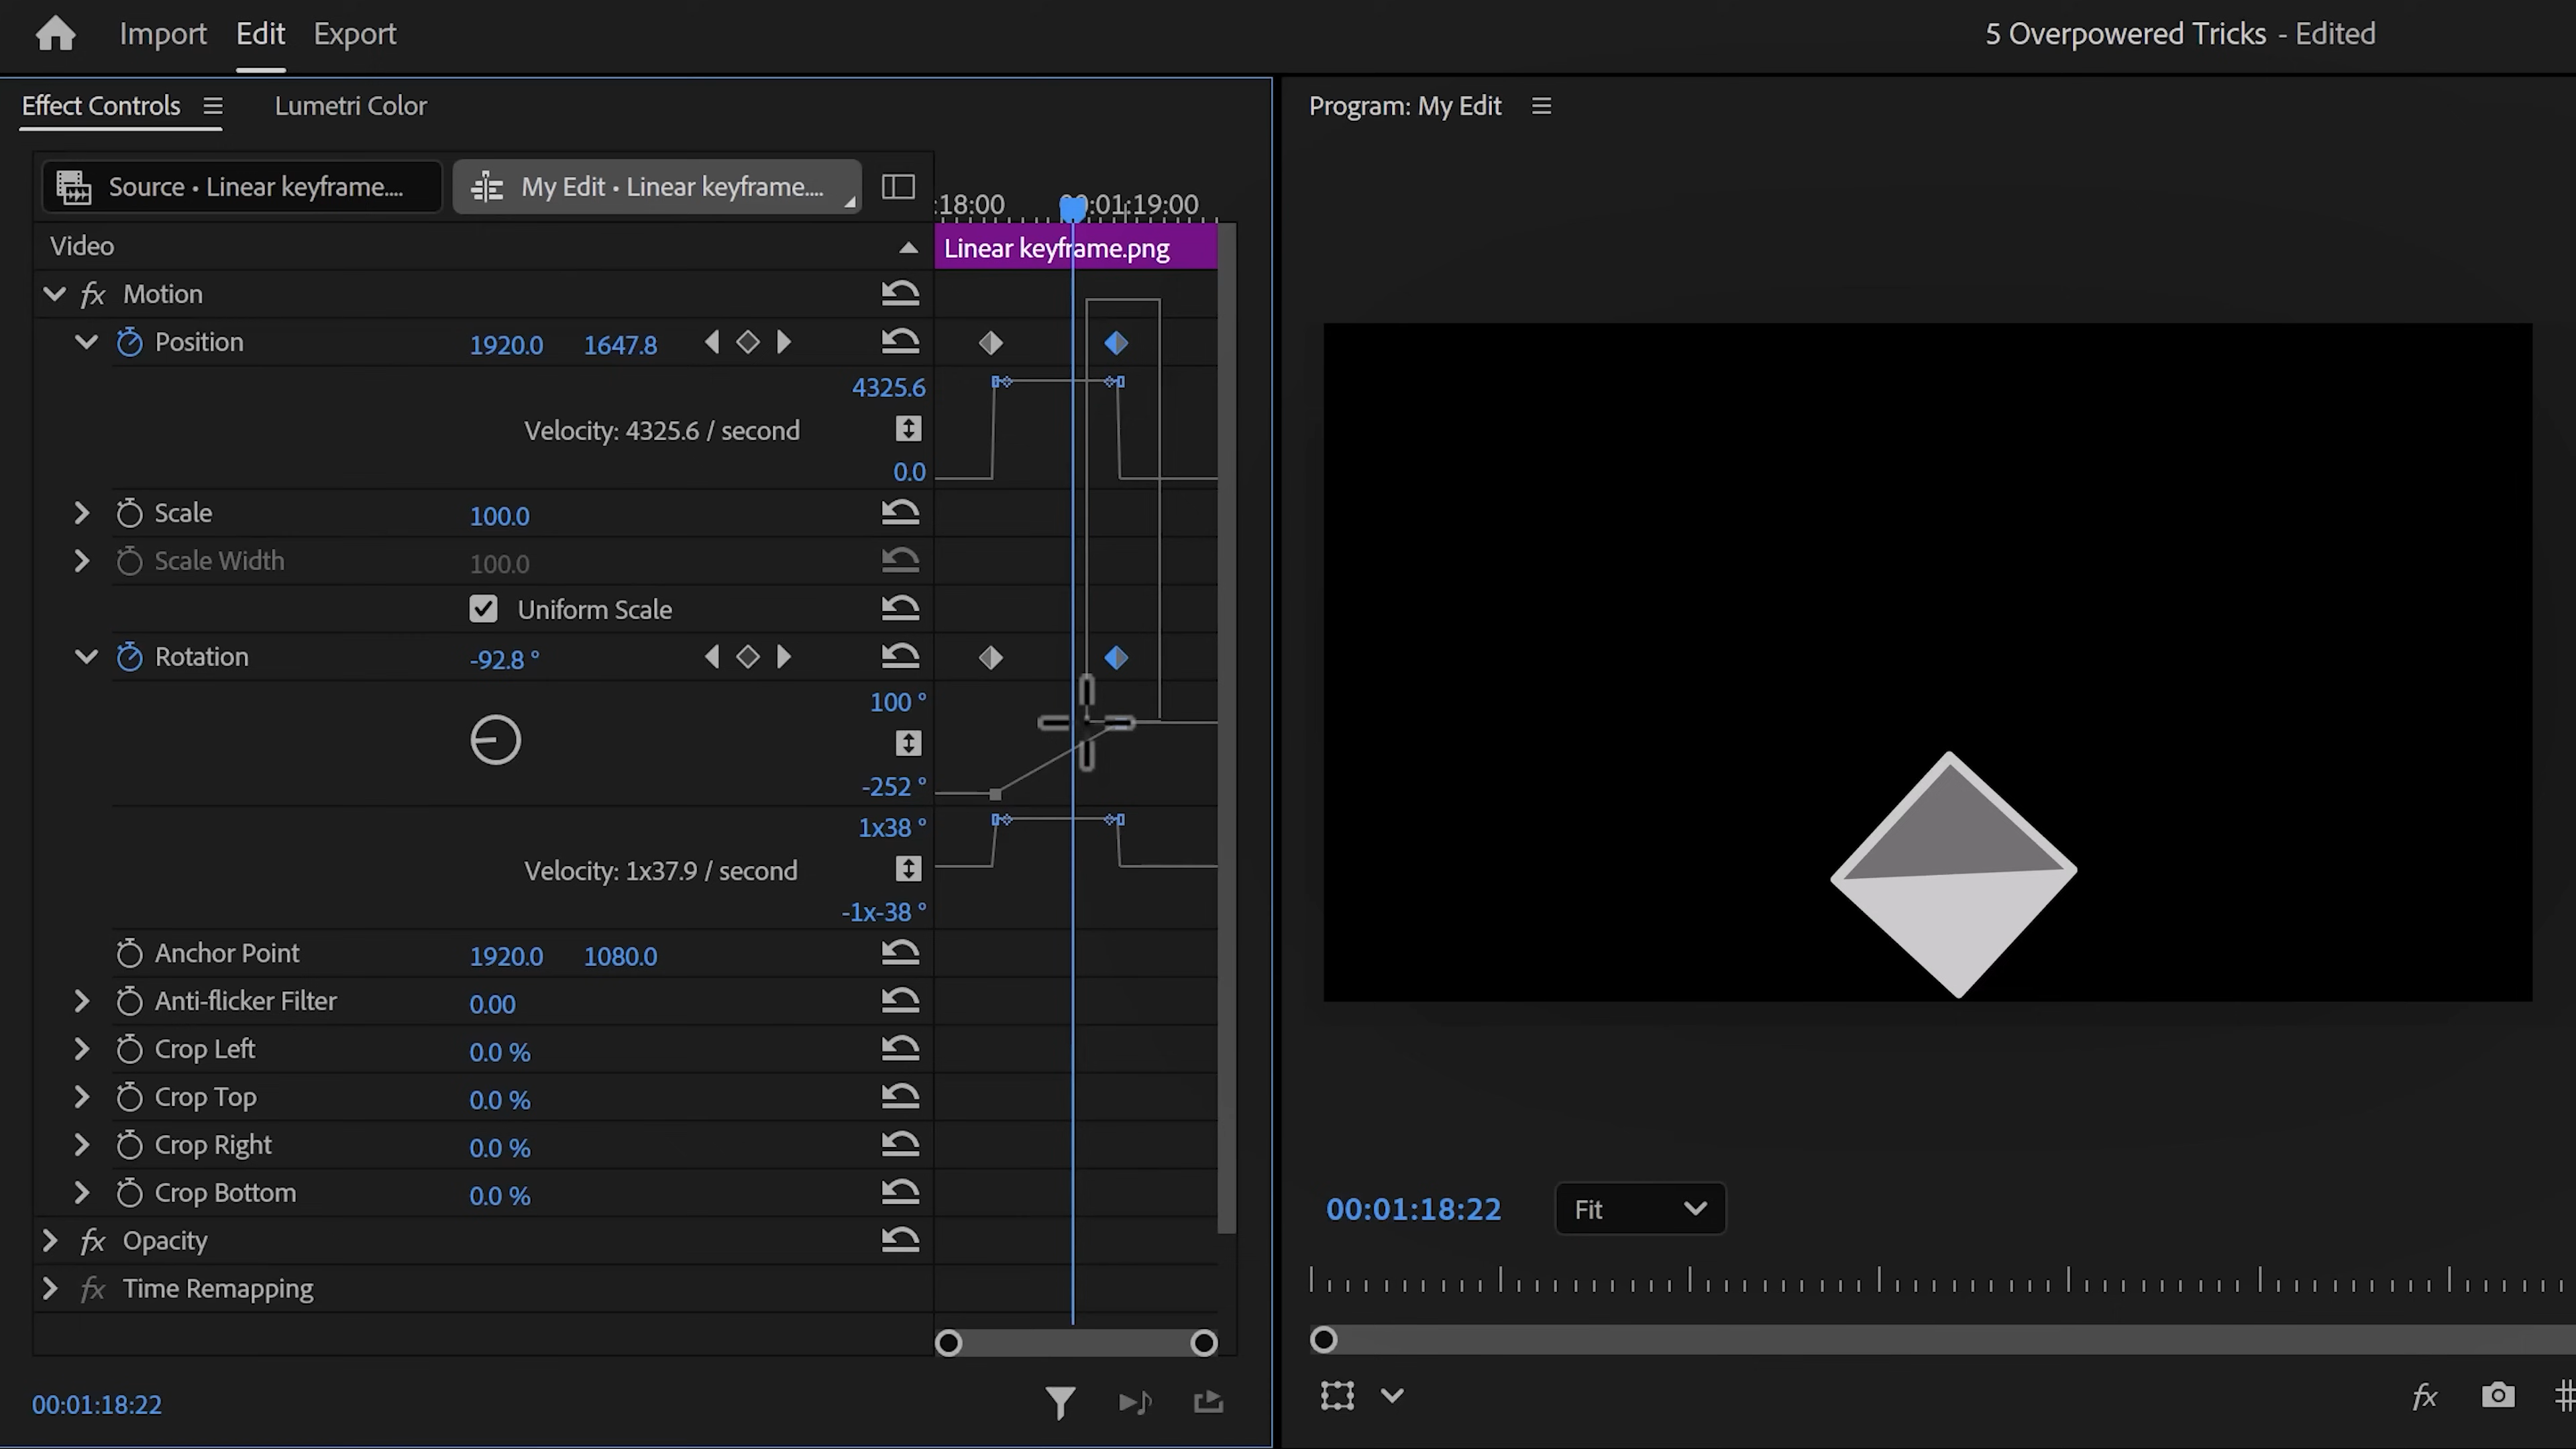 Import Edit Export 5 Overpowered Tricks - Edited
Effect Controls Lumetri Color Program: My Edit
Source • Linear keyframe.... My Edit • Linear keyframe....
:18:00 00:01:19:00
Video Linear keyframe.png
fx Motion
Position 1920.0 1647.8
4325.6
Velocity: 4325.6 / second
0.0
Scale 100.0
Scale Width 100.0
Uniform Scale
Rotation -92.8 °
100 °
-252 °
1x38 °
Velocity: 1x37.9 / second
-1x-38 °
Anchor Point 1920.0 1080.0
Anti-flicker Filter 0.00
Crop Left 0.0 %
Crop Top 0.0 %
Crop Right 0.0 %
Crop Bottom 0.0 %
fx Opacity
fx Time Remapping
00:01:18:22 Fit
00:01:18:22
fx